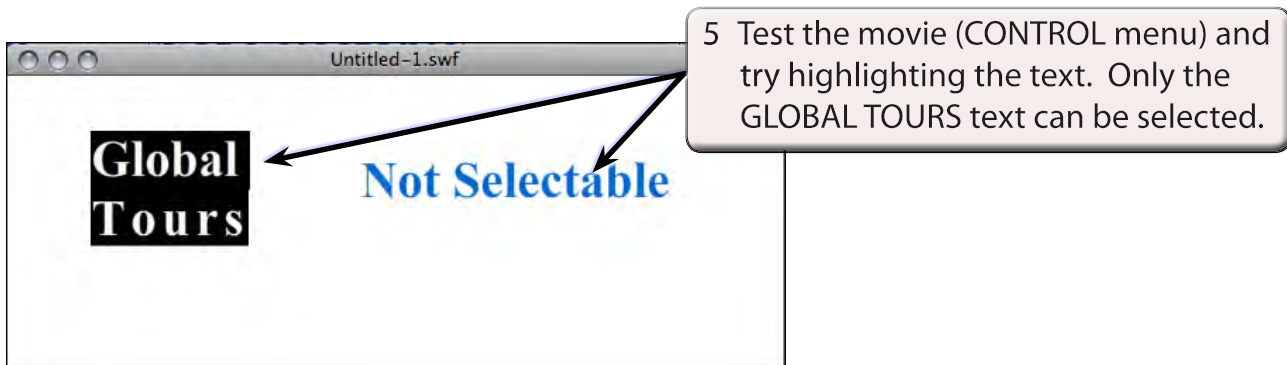 5 Test the movie (CONTROL menu) and
try highlighting the text. Only the
GLOBAL TOURS text can be selected.
Untitled-1.swf
Global
Tours
Not Selectable